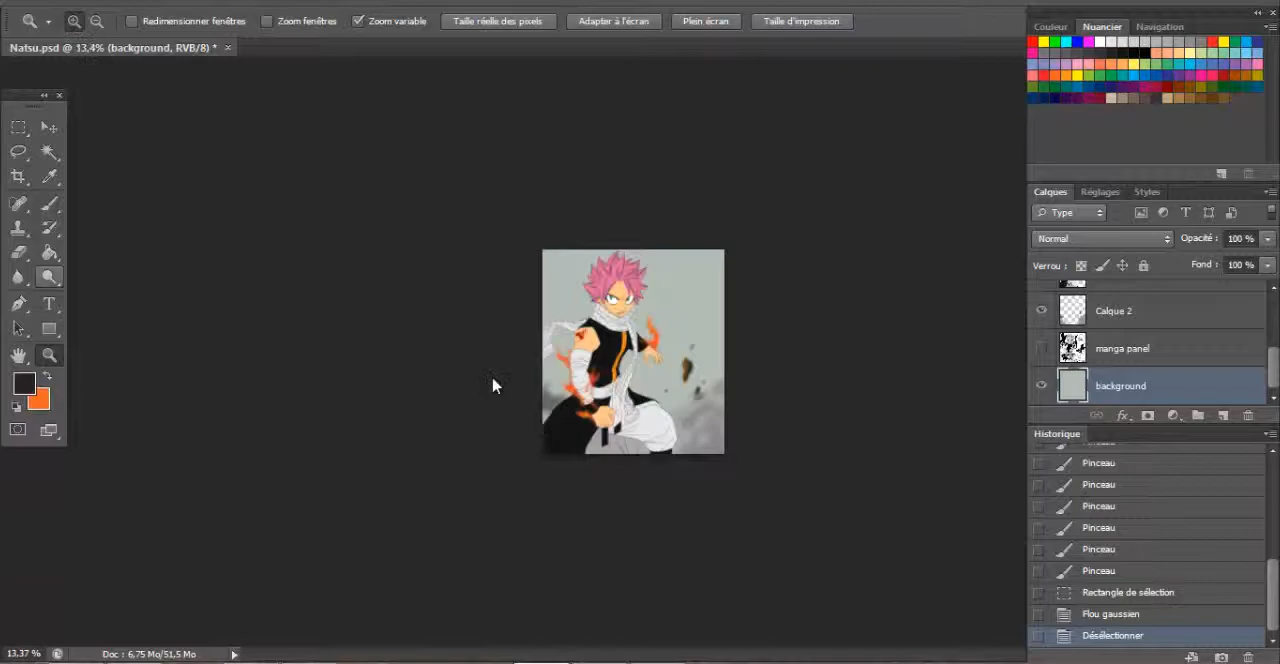 Redimensionner fenêtres Zoom fenêtres Zoom variable Taille réelle des pixels Adapter à l'écran Plein écran Taille d'impression
Natsu.psd @ 13,4% (background, RVB/8) * ×
Couleur Nuancier Navigation
Calques Réglages Styles
Type
Normal Opacité : 100 %
Verrou : Fond : 100 %
Calque 2
manga panel
background
fx
Historique
Pinceau
Pinceau
Pinceau
Pinceau
Pinceau
Pinceau
Pinceau
Rectangle de sélection
Flou gaussien
Désélectionner
13,37 % Doc : 6,75 Mo/51,5 Mo